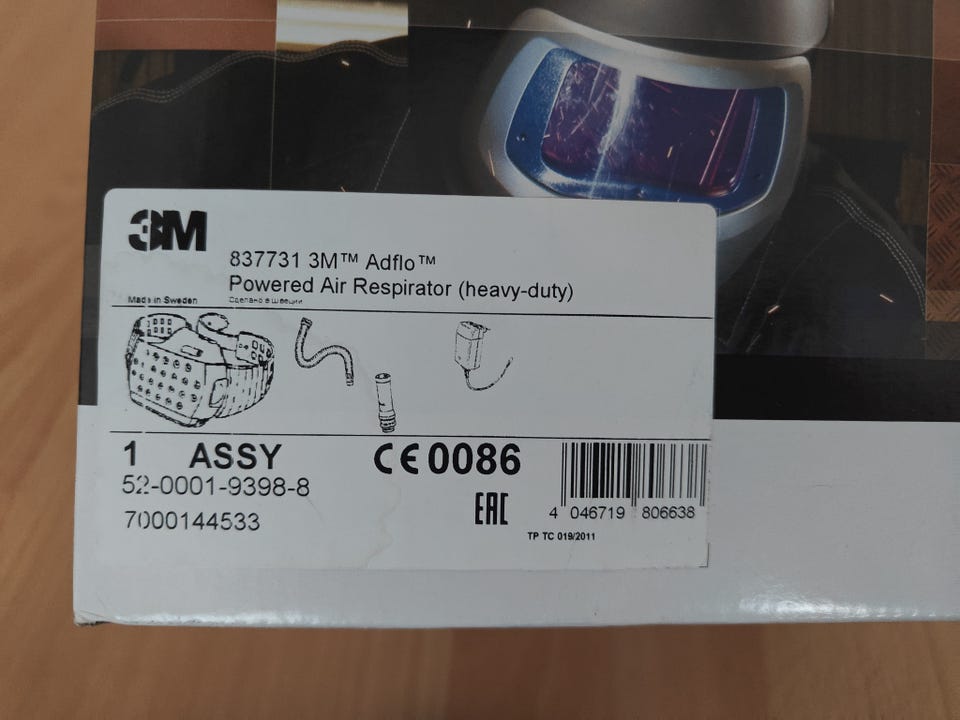 3M
837731 3M™ Adflo™
Powered Air Respirator (heavy-duty)
Made in Sweden Сделано в Швеции
1 ASSY
52-0001-9398-8
7000144533
CE 0086
EAC
TP TC 019/2011
4 046719 806638